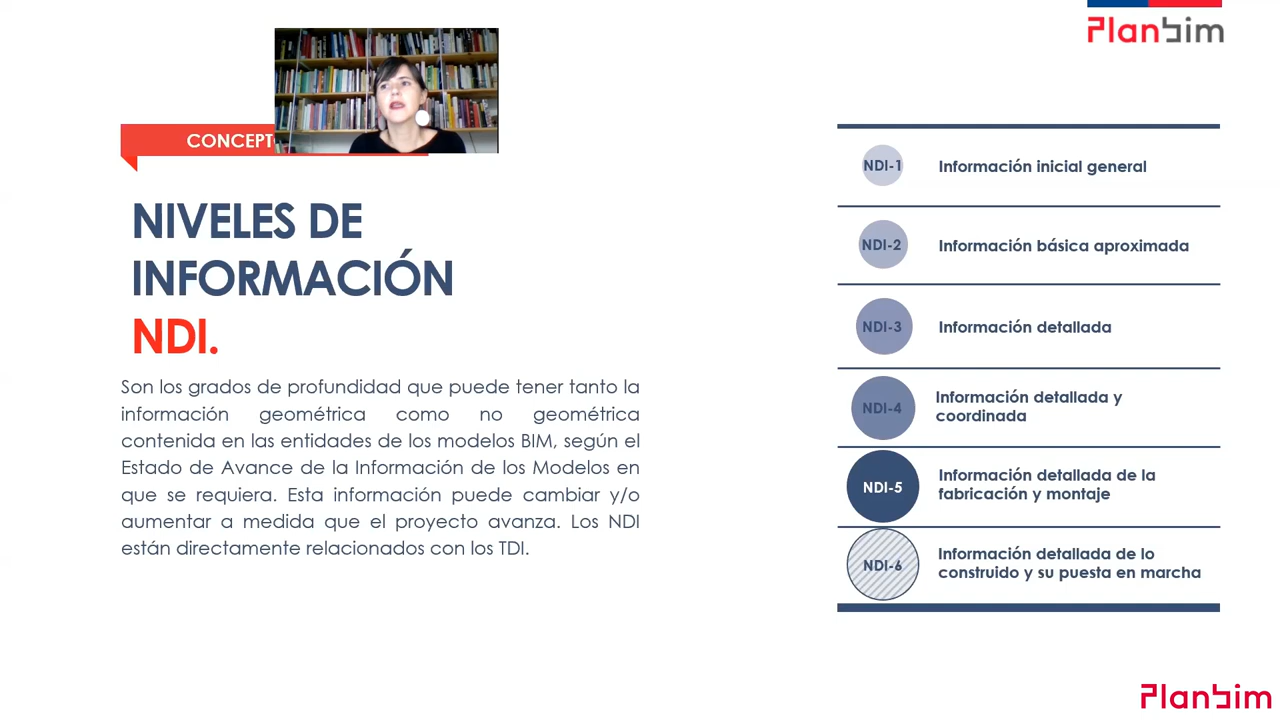 Planbim
CONCEPT
NIVELES DE
INFORMACIÓN
NDI.
Son los grados de profundidad que puede tener tanto la
información geométrica como no geométrica
contenida en las entidades de los modelos BIM, según el
Estado de Avance de la Información de los Modelos en
que se requiera. Esta información puede cambiar y/o
aumentar a medida que el proyecto avanza. Los NDI
están directamente relacionados con los TDI.
NDI-1 Información inicial general
NDI-2 Información básica aproximada
NDI-3 Información detallada
NDI-4 Información detallada y
coordinada
NDI-5 Información detallada de la
fabricación y montaje
NDI-6 Información detallada de lo
construido y su puesta en marcha
Planbim